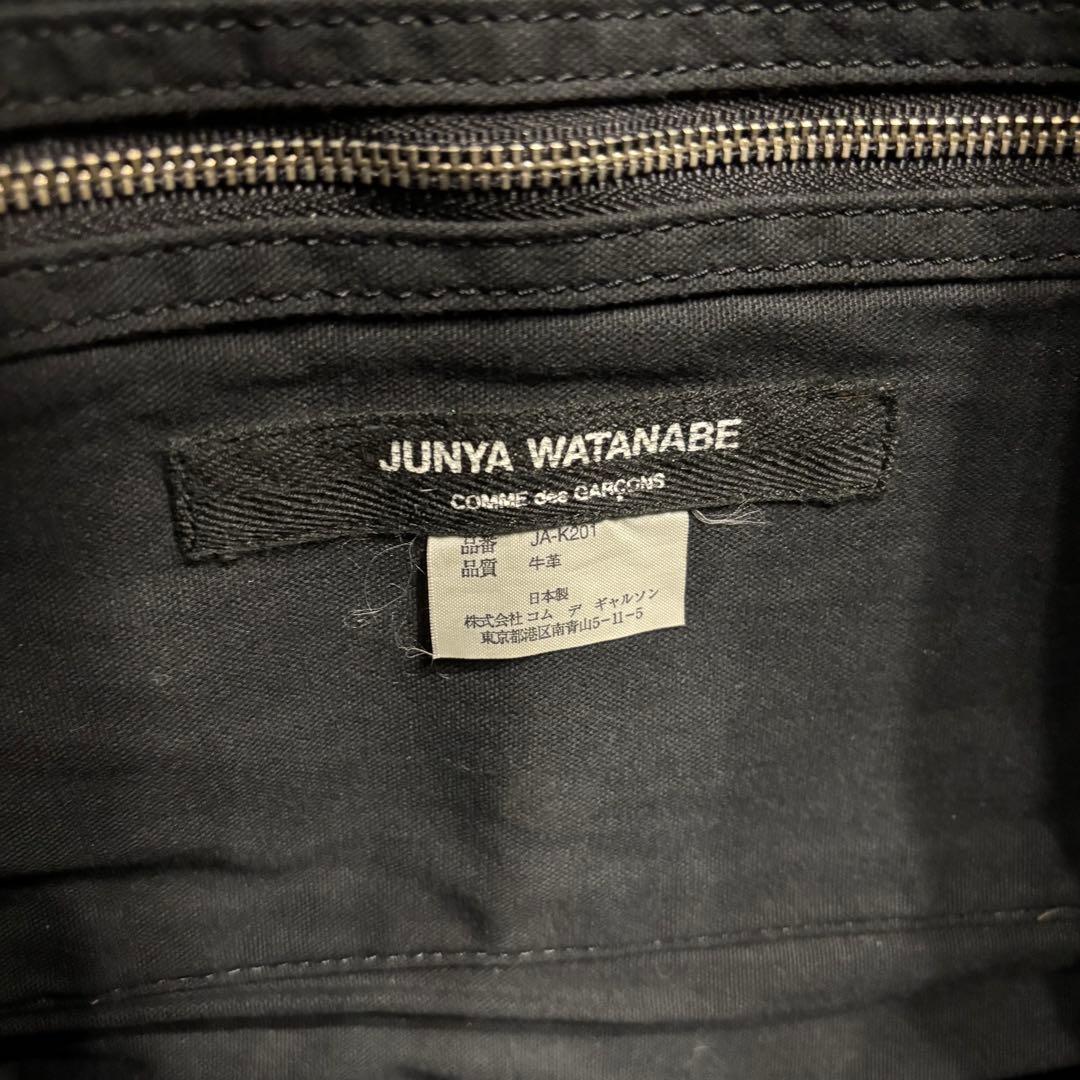 JUNYA WATANABE
COMME des GARÇONS
品番 JA-K201
品質 牛革
日本製
株式会社 コム デ ギャルソン
東京都港区南青山5-11-5